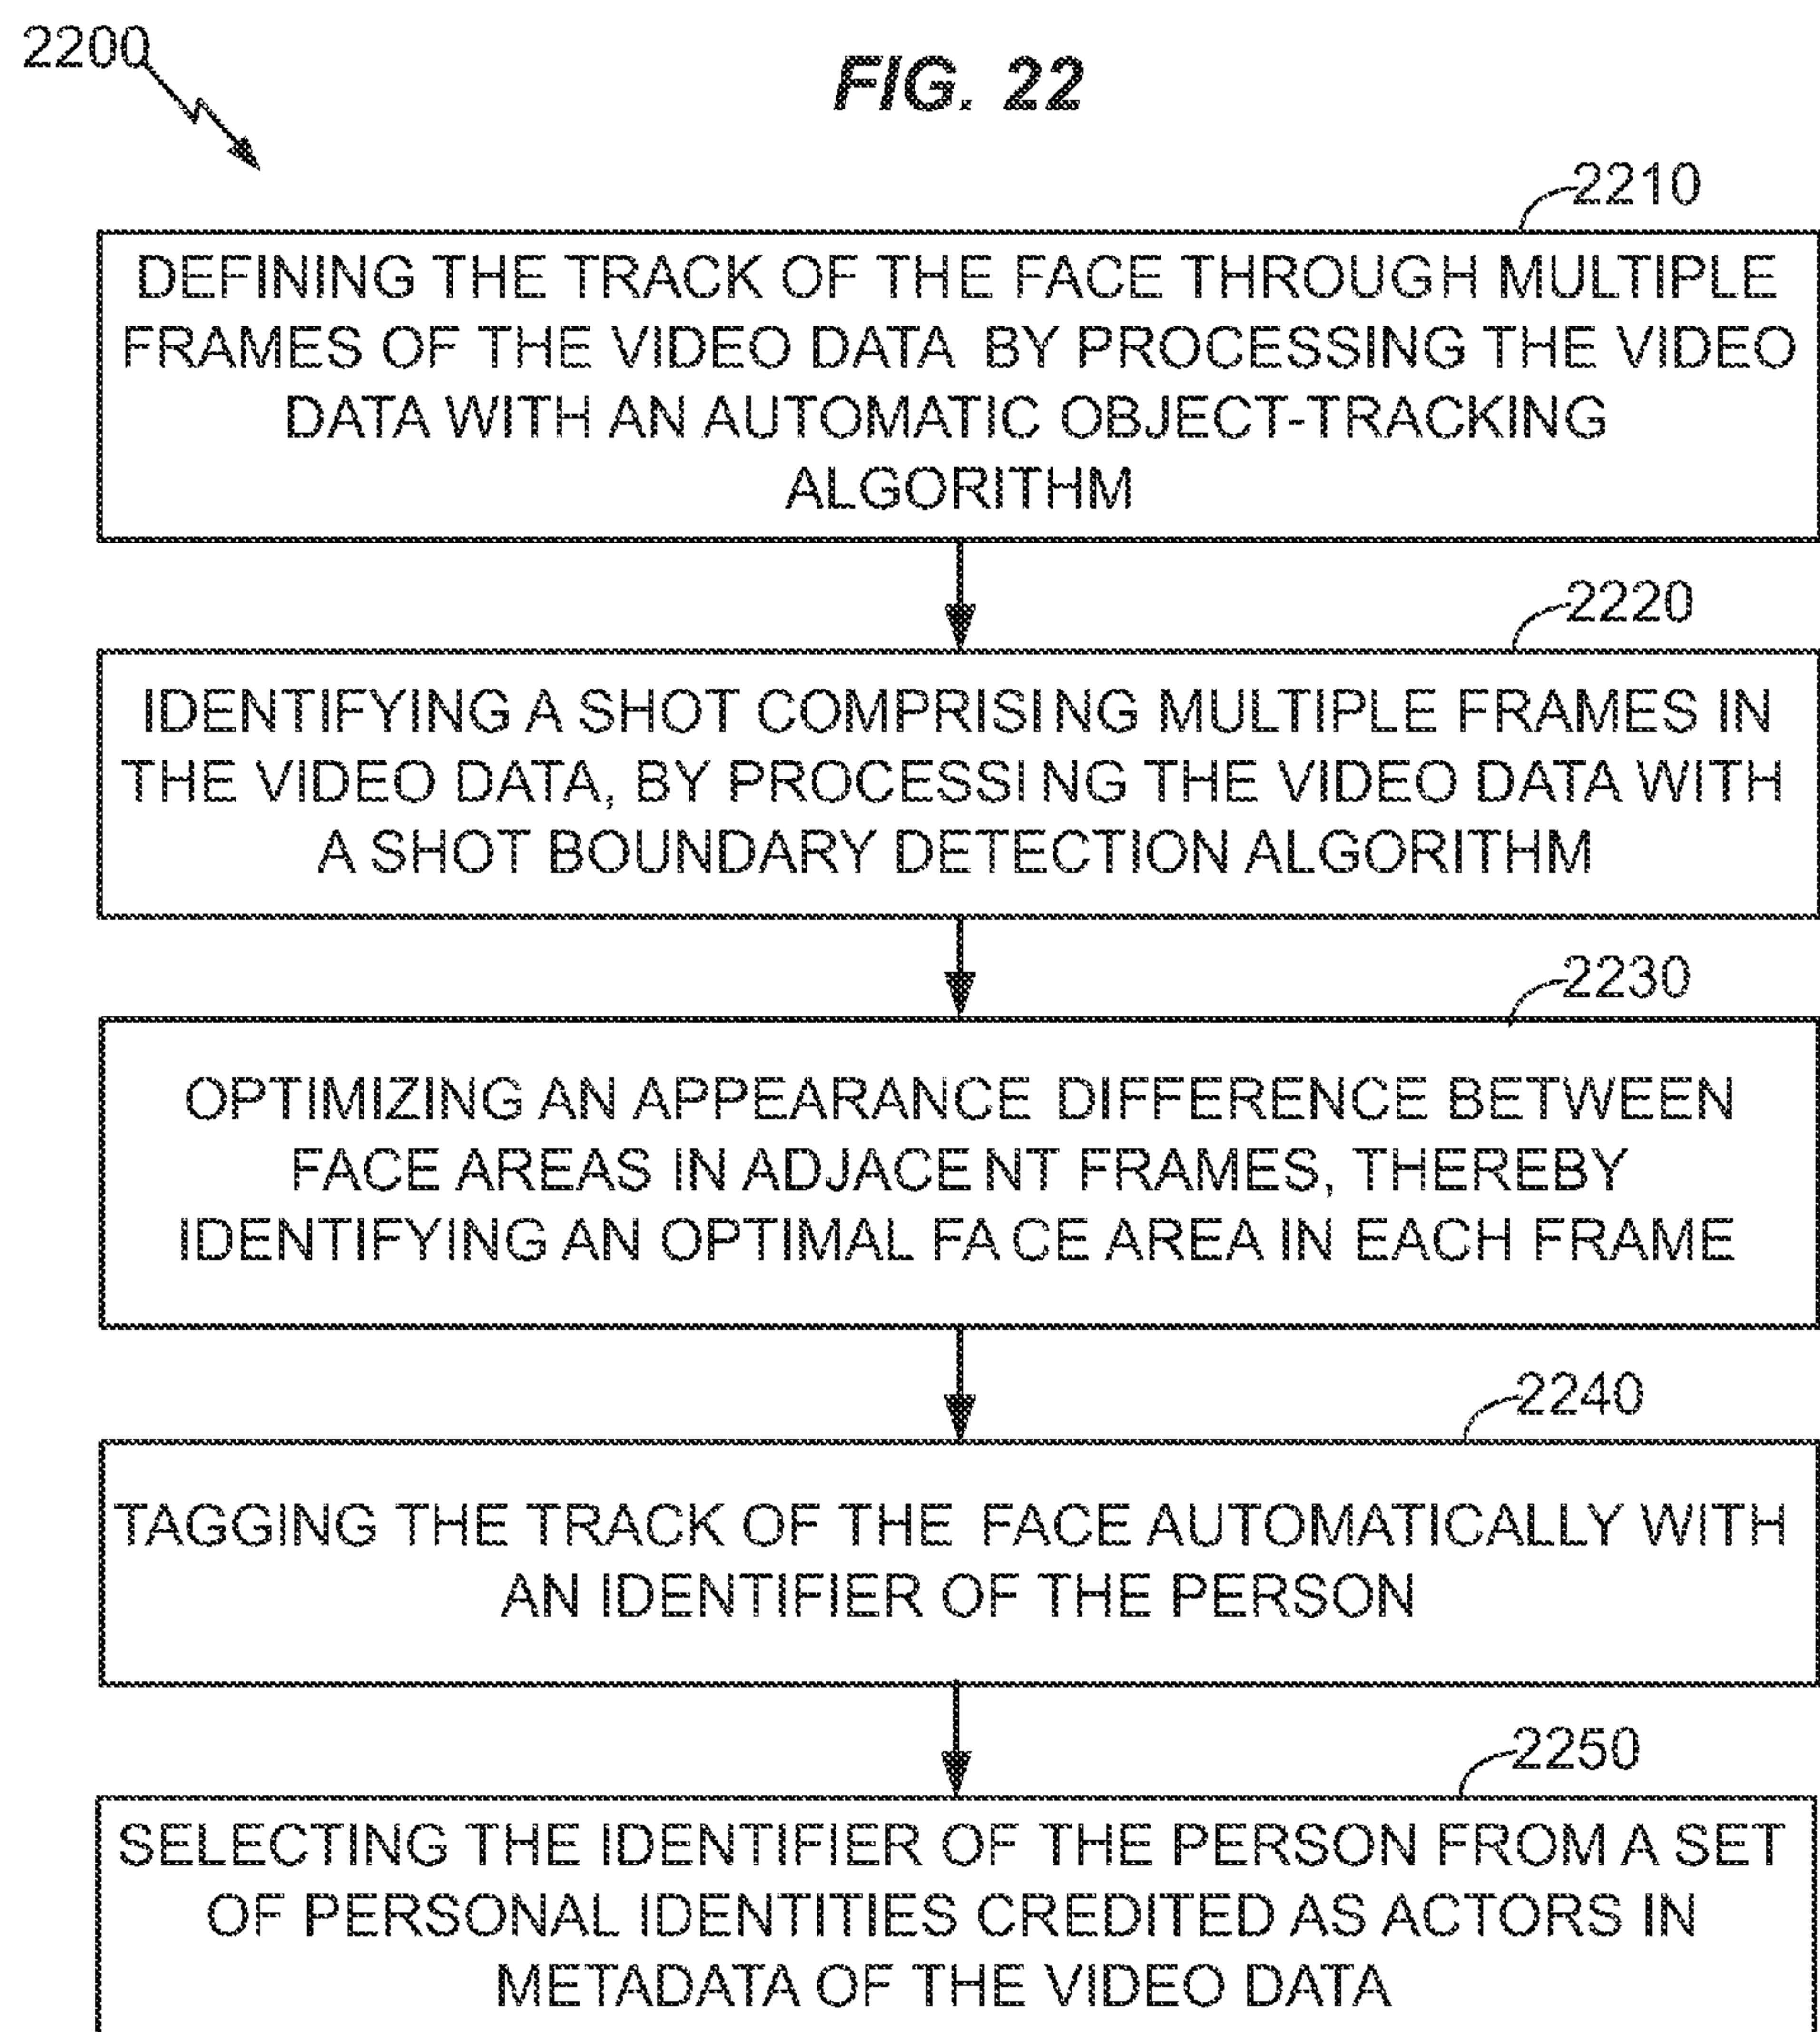 2200
FIG. 22
2210
DEFINING THE TRACK OF THE FACE THROUGH MULTIPLE
FRAMES OF THE VIDEO DATA BY PROCESSING THE VIDEO
DATA WITH AN AUTOMATIC OBJECT-TRACKING
ALGORITHM
2220
IDENTIFYING A SHOT COMPRISING MULTIPLE FRAMES IN
THE VIDEO DATA, BY PROCESSING THE VIDEO DATA WITH
A SHOT BOUNDARY DETECTION ALGORITHM
2230
OPTIMIZING AN APPEARANCE DIFFERENCE BETWEEN
FACE AREAS IN ADJACENT FRAMES, THEREBY
IDENTIFYING AN OPTIMAL FACE AREA IN EACH FRAME
2240
TAGGING THE TRACK OF THE FACE AUTOMATICALLY WITH
AN IDENTIFIER OF THE PERSON
2250
SELECTING THE IDENTIFIER OF THE PERSON FROM A SET
OF PERSONAL IDENTITIES CREDITED AS ACTORS IN
METADATA OF THE VIDEO DATA